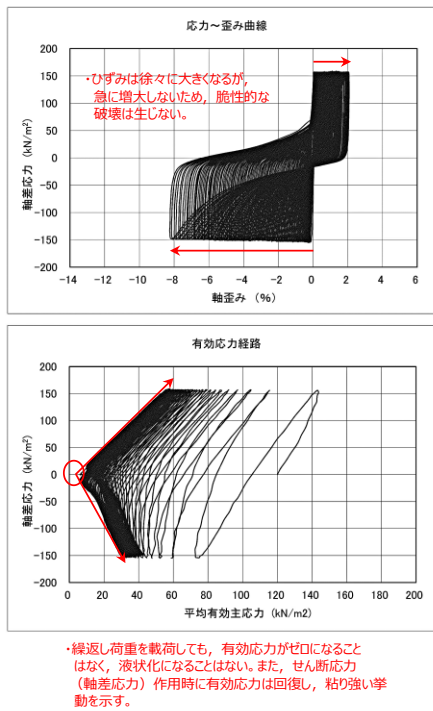 応力～歪み曲線
・ひずみは徐々に大きくなるが，
急に増大しないため，脆性的な
破壊は生じない。
軸差応力 (kN/m²)
200
150
100
50
0
−50
−100
−150
−200
−14 −12 −10 −8 −6 −4 −2 0 2 4 6
軸歪み (%)
有効応力経路
軸差応力 (kN/m²)
200
150
100
50
0
−50
−100
−150
−200
0 20 40 60 80 100 120 140 160 180 200
平均有効主応力 (kN/m2)
・繰返し荷重を載荷しても，有効応力がゼロになること
はなく，液状化になることはない。また，せん断応力
（軸差応力）作用時に有効応力は回復し，粘り強い挙
動を示す。